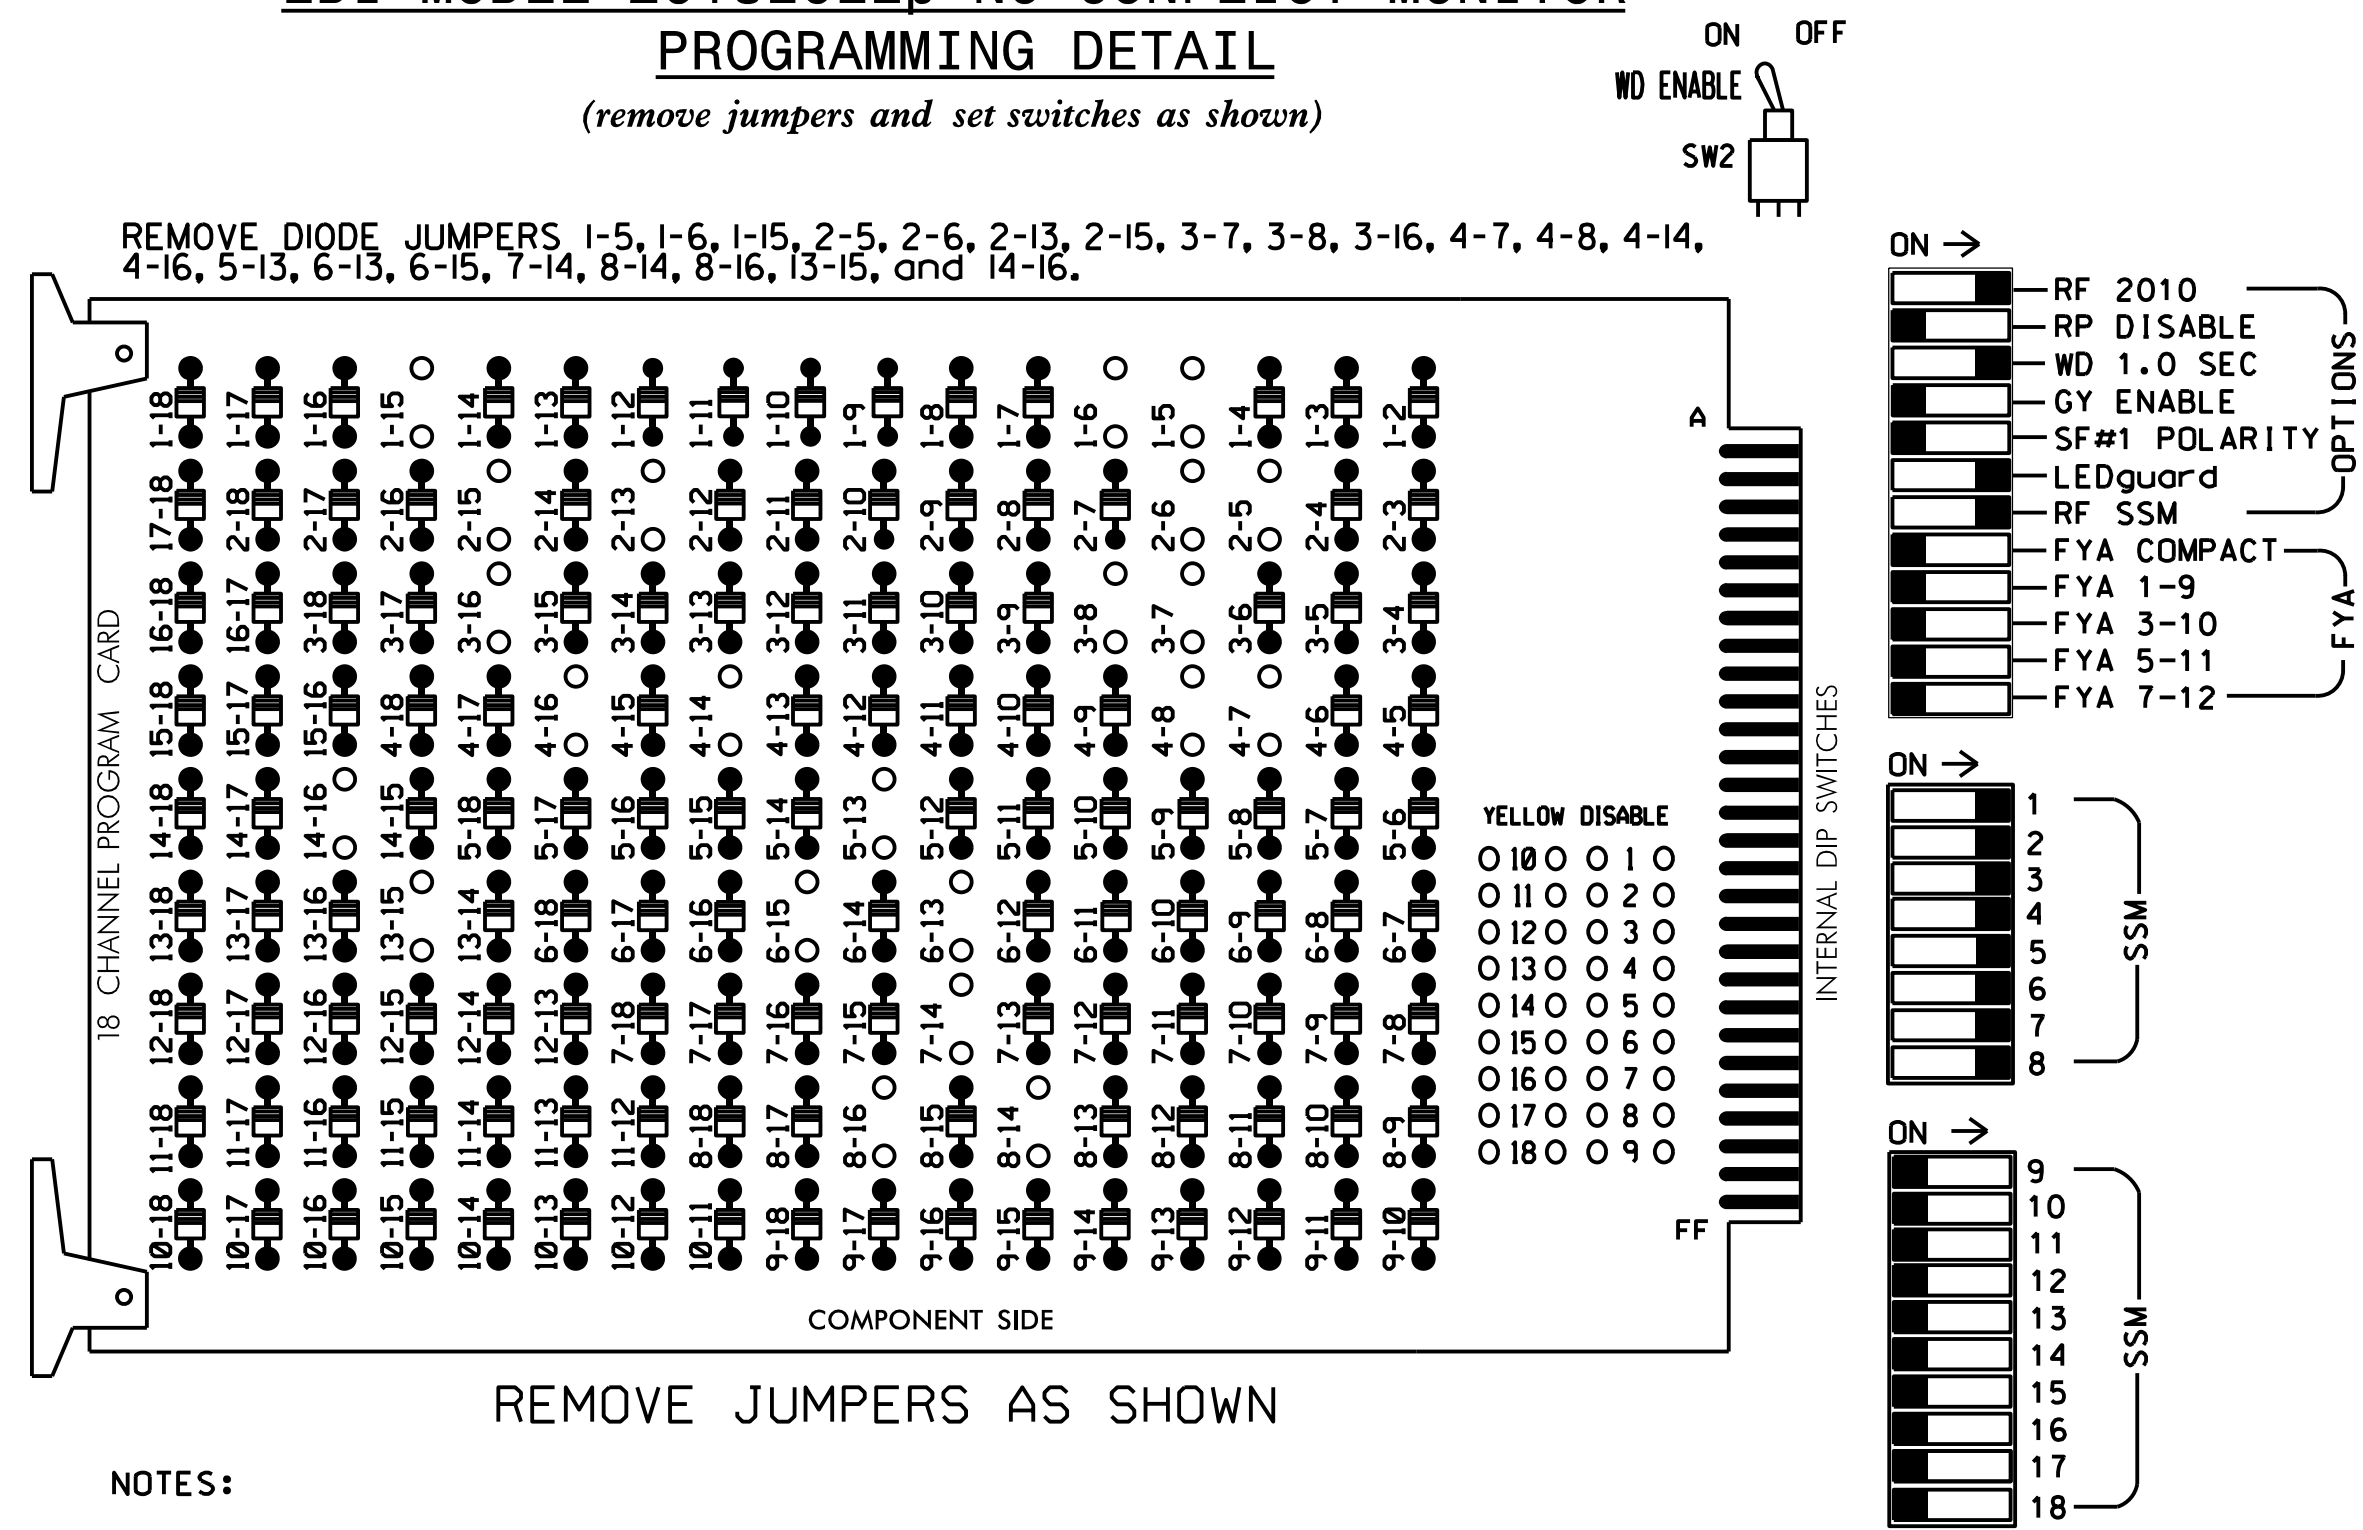 PROGRAMMING DETAIL
(remove jumpers and set switches as shown)
ON OFF
WD ENABLE
SW2
REMOVE DIODE JUMPERS 1-5, 1-6, 1-15, 2-5, 2-6, 2-13, 2-15, 3-7, 3-8, 3-16, 4-7, 4-8, 4-14,
4-16, 5-13, 6-13, 6-15, 7-14, 8-14, 8-16, 13-15, and 14-16.
18 CHANNEL PROGRAM CARD
1-18 1-17 1-16 1-15 1-14 1-13 1-12 1-11 1-10 1-9 1-8 1-7 1-6 1-5 1-4 1-3 1-2
17-18 2-18 2-17 2-16 2-15 2-14 2-13 2-12 2-11 2-10 2-9 2-8 2-7 2-6 2-5 2-4 2-3
16-18 16-17 3-18 3-17 3-16 3-15 3-14 3-13 3-12 3-11 3-10 3-9 3-8 3-7 3-6 3-5 3-4
15-18 15-17 15-16 4-18 4-17 4-16 4-15 4-14 4-13 4-12 4-11 4-10 4-9 4-8 4-7 4-6 4-5
14-18 14-17 14-16 14-15 5-18 5-17 5-16 5-15 5-14 5-13 5-12 5-11 5-10 5-9 5-8 5-7 5-6
13-18 13-17 13-16 13-15 13-14 6-18 6-17 6-16 6-15 6-14 6-13 6-12 6-11 6-10 6-9 6-8 6-7
12-18 12-17 12-16 12-15 12-14 12-13 7-18 7-17 7-16 7-15 7-14 7-13 7-12 7-11 7-10 7-9 7-8
11-18 11-17 11-16 11-15 11-14 11-13 11-12 8-18 8-17 8-16 8-15 8-14 8-13 8-12 8-11 8-10 8-9
10-18 10-17 10-16 10-15 10-14 10-13 10-12 10-11 9-18 9-17 9-16 9-15 9-14 9-13 9-12 9-11 9-10
YELLOW DISABLE
10 1
11 2
12 3
13 4
14 5
15 6
16 7
17 8
18 9
A
FF
COMPONENT SIDE
REMOVE JUMPERS AS SHOWN
NOTES:
INTERNAL DIP SWITCHES
ON
RF 2010
RP DISABLE
WD 1.0 SEC
GY ENABLE
SF#1 POLARITY
LEDguard
RF SSM
OPTIONS
FYA COMPACT
FYA 1-9
FYA 3-10
FYA 5-11
FYA 7-12
FYA
ON
1
2
3
4
5
6
7
8
SSM
ON
9
10
11
12
13
14
15
16
17
18
SSM